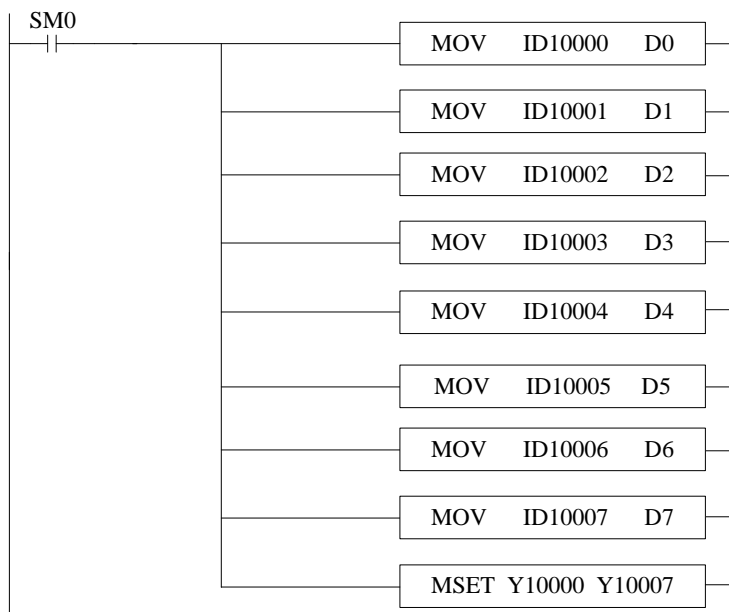 SM0
MOV ID10000 D0
MOV ID10001 D1
MOV ID10002 D2
MOV ID10003 D3
MOV ID10004 D4
MOV ID10005 D5
MOV ID10006 D6
MOV ID10007 D7
MSET Y10000 Y10007